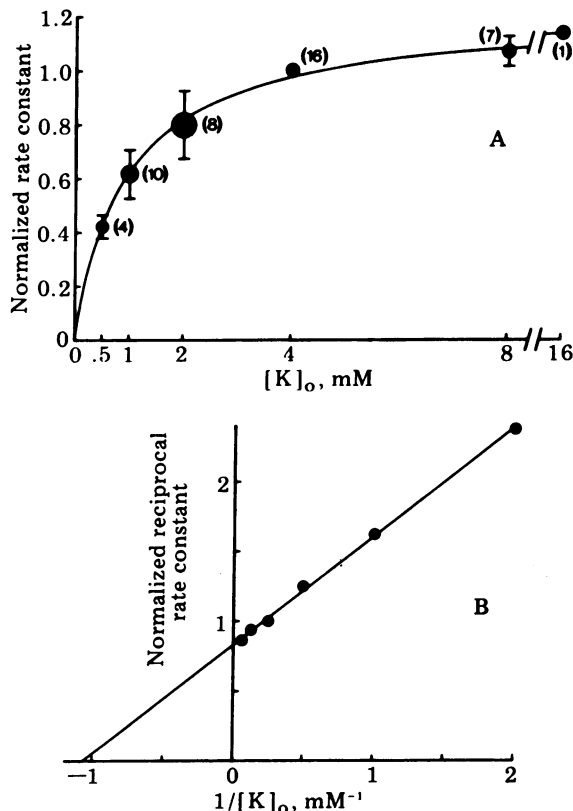 1.2
1.0
0.8
0.6
0.4
0.2
0
Normalized rate constant
(4)
(10)
(8)
(16)
(7)
(1)
A
0 .5 1 2 4 8 16
[K]o, mM
2
1
Normalized reciprocal
rate constant
B
−1 0 1 2
1/[K]o, mM⁻¹